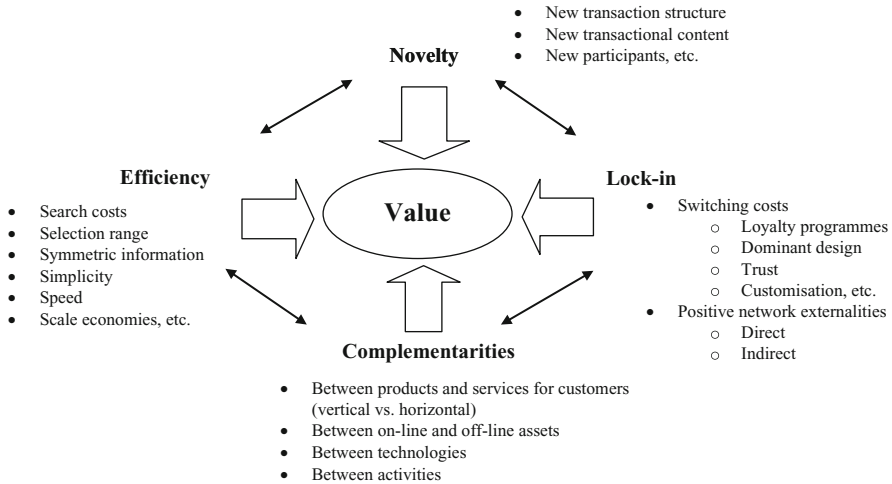 • New transaction structure
• New transactional content
• New participants, etc.
Novelty
Efficiency
• Search costs
• Selection range
• Symmetric information
• Simplicity
• Speed
• Scale economies, etc.
Value
Lock-in
• Switching costs
o Loyalty programmes
o Dominant design
o Trust
o Customisation, etc.
• Positive network externalities
o Direct
o Indirect
Complementarities
• Between products and services for customers
(vertical vs. horizontal)
• Between on-line and off-line assets
• Between technologies
• Between activities